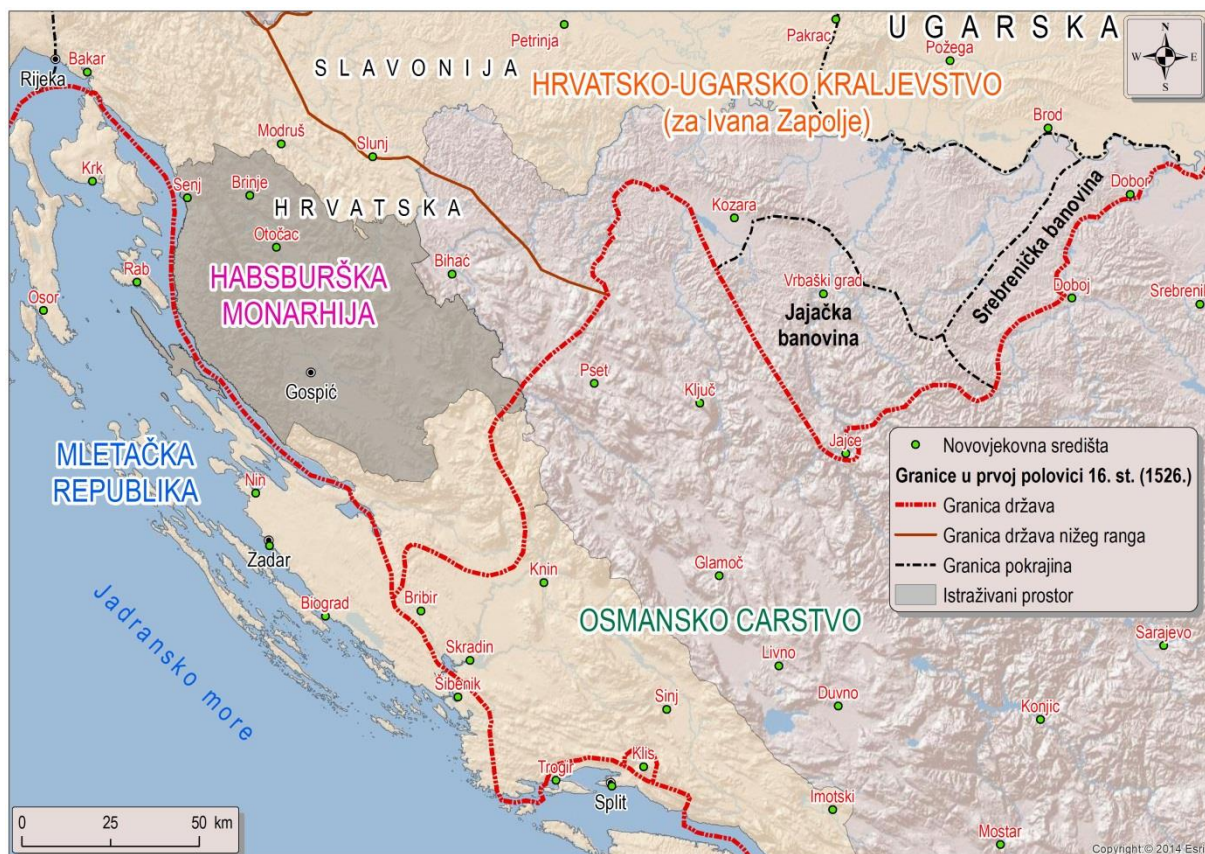 UGARSKA
N
W
E
S
Petrinja
Pakrac
Požega
Rijeka
Bakar
SLAVONIJA
HRVATSKO-UGARSKO KRALJEVSTVO
(za Ivana Zapolje)
Modruš
Slunj
Brod
Krk
Senj
Brinje
HRVATSKA
Kozara
Dobor
Otočac
Srebrenička banovina
Rab
HABSBURŠKA
MONARHIJA
Bihać
Vrbaški grad
Osor
Jajačka
banovina
Doboj
Srebrenik
Gospić
Pset
Ključ
MLETAČKA
REPUBLIKA
Nin
Jajce
Zadar
Knin
Glamoč
Jadransko more
Biograd
Bribir
OSMANSKO CARSTVO
Skradin
Šibenik
Sinj
Livno
Duvno
Sarajevo
Konjic
Trogir
Klis
Split
Imotski
Mostar
Novovjekovna središta
Granice u prvoj polovici 16. st. (1526.)
Granica država
Granica država nižeg ranga
Granica pokrajina
Istraživani prostor
0 25 50 km
Copyright:© 2014 Esri